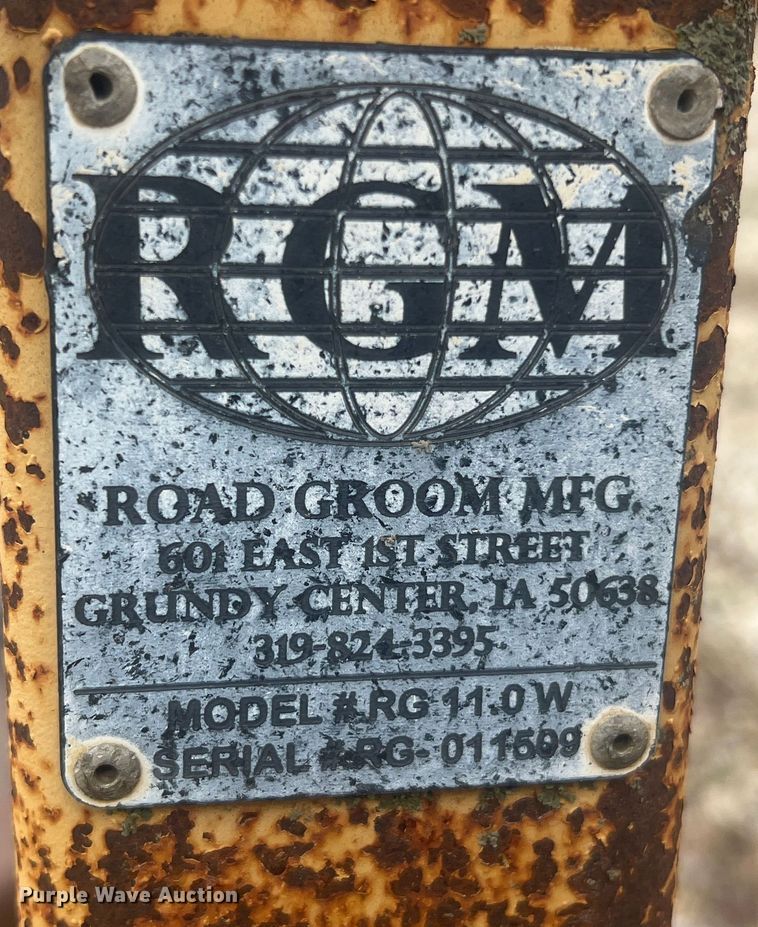 RGM
ROAD GROOM MFG.
601 EAST 1ST STREET
GRUNDY CENTER, IA 50638
319-824-3395
MODEL # RG 11.0 W
SERIAL # RG- 011509
Purple Wave Auction